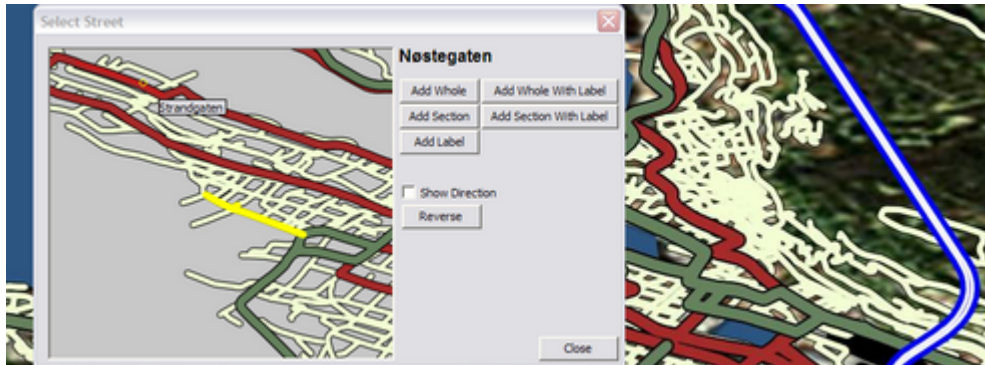 Select Street
Strandgaten
Nøstegaten
Add Whole
Add Whole With Label
Add Section
Add Section With Label
Add Label
Show Direction
Reverse
Close